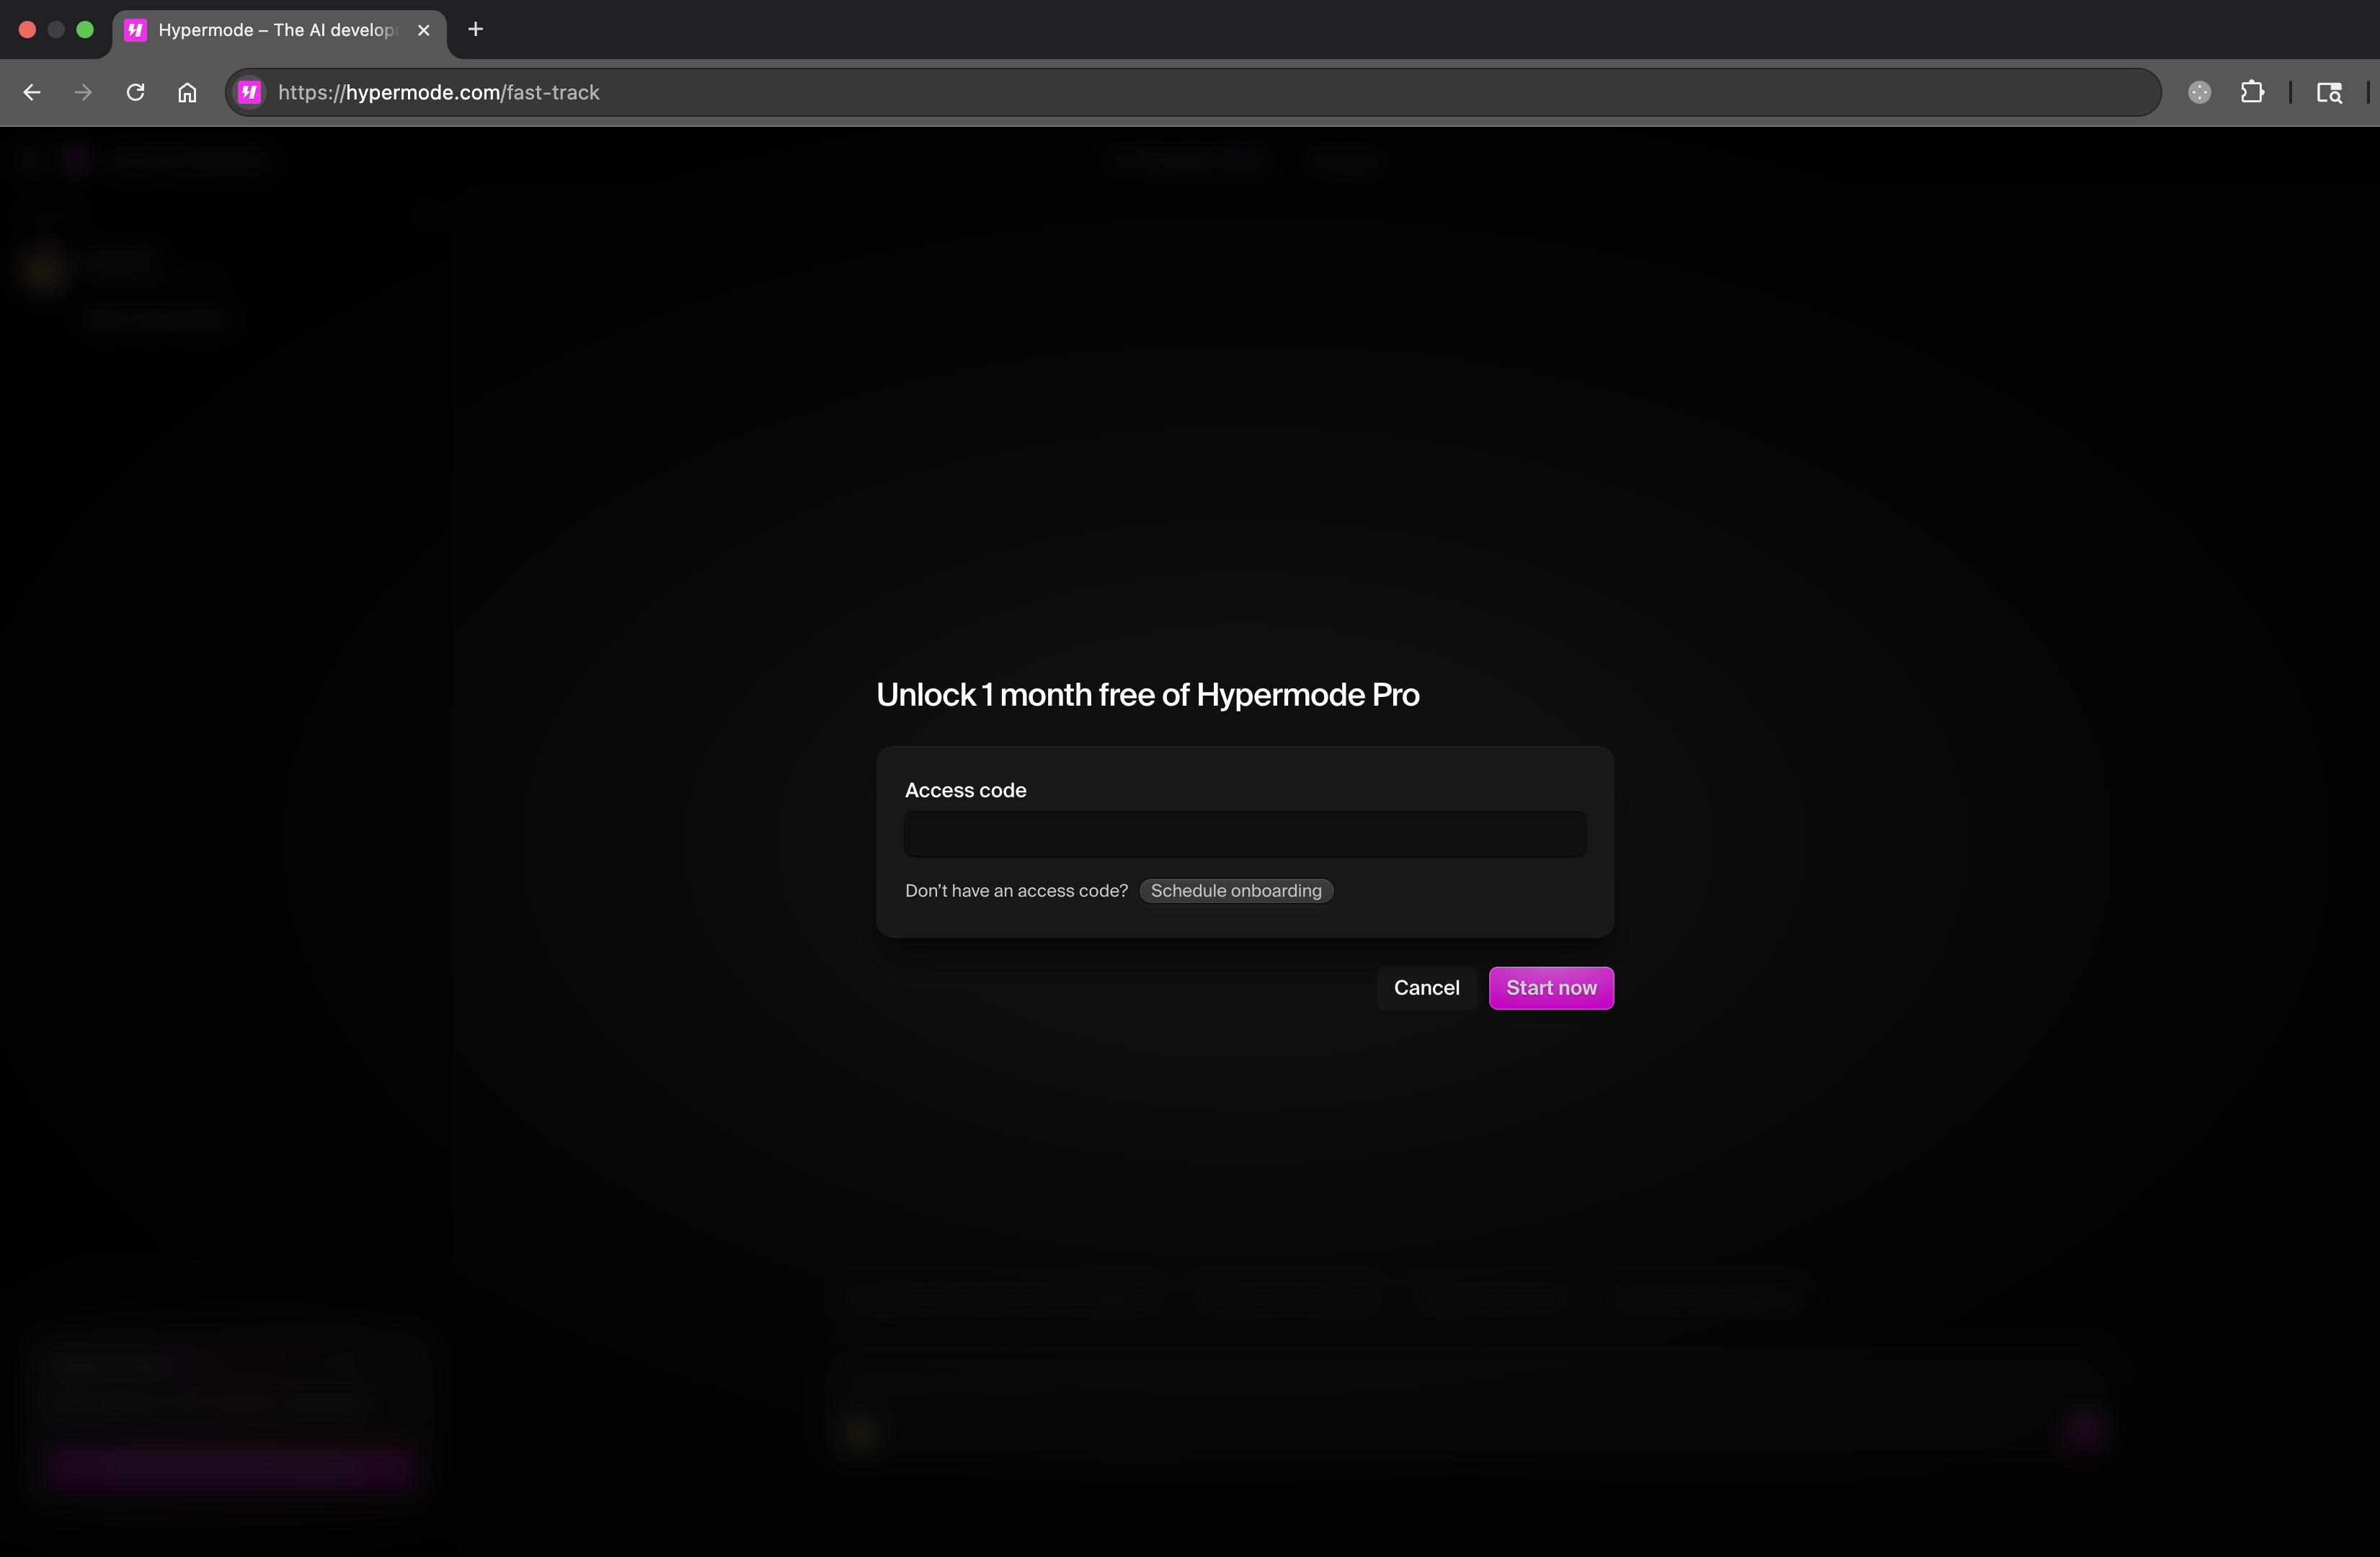 Hypermode – The AI develop
https://hypermode.com/fast-track
Unlock 1 month free of Hypermode Pro
Access code
Don't have an access code? Schedule onboarding
Cancel Start now